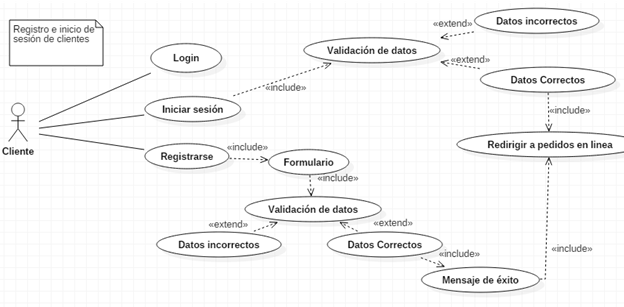 Registro e inicio de
sesión de clientes
Login
Iniciar sesión
Registrarse
Cliente
Validación de datos
«extend»
Datos incorrectos
«extend»
Datos Correctos
«include»
«include»
Redirigir a pedidos en linea
«include»
Formulario
«include»
Validación de datos
«extend»
«extend»
Datos incorrectos
Datos Correctos
«include»
«include»
Mensaje de éxito